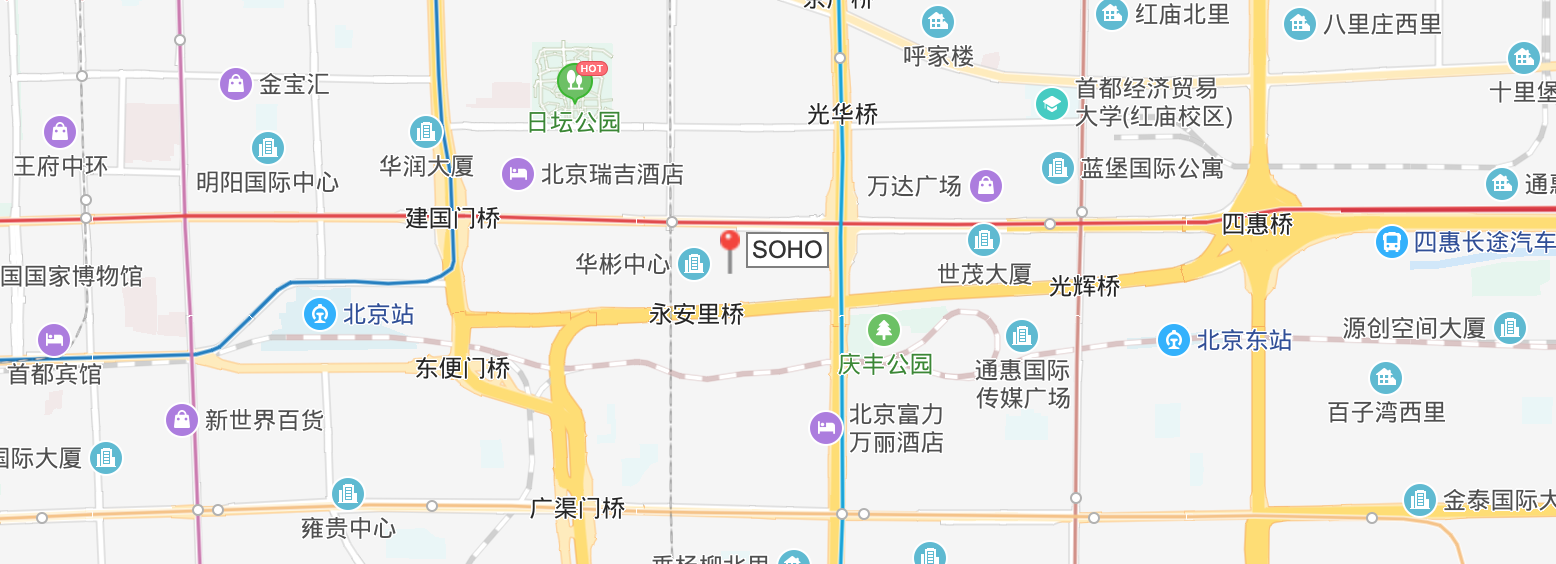 东大桥
红庙北里
八里庄西里
呼家楼
HOT
金宝汇
首都经济贸易
大学(红庙校区)
十里堡
光华桥
日坛公园
王府中环
华润大厦
明阳国际中心
北京瑞吉酒店
万达广场
蓝堡国际公寓
通惠
建国门桥
四惠桥
SOHO
四惠长途汽车
华彬中心
世茂大厦
国国家博物馆
光辉桥
北京站
永安里桥
源创空间大厦
北京东站
首都宾馆
东便门桥
庆丰公园
通惠国际
传媒广场
百子湾西里
新世界百货
北京富力
万丽酒店
国际大厦
广渠门桥
金泰国际大
雍贵中心
垂杨柳北里